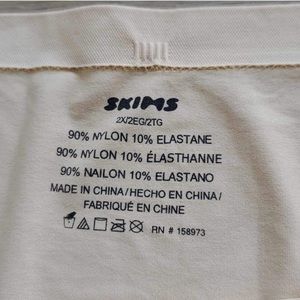 SKIMS
2X/2EG/2TG
90% NYLON 10% ELASTANE
90% NYLON 10% ÉLASTHANNE
90% NAILON 10% ELASTANO
MADE IN CHINA/HECHO EN CHINA/
FABRIQUÉ EN CHINE
RN # 158973